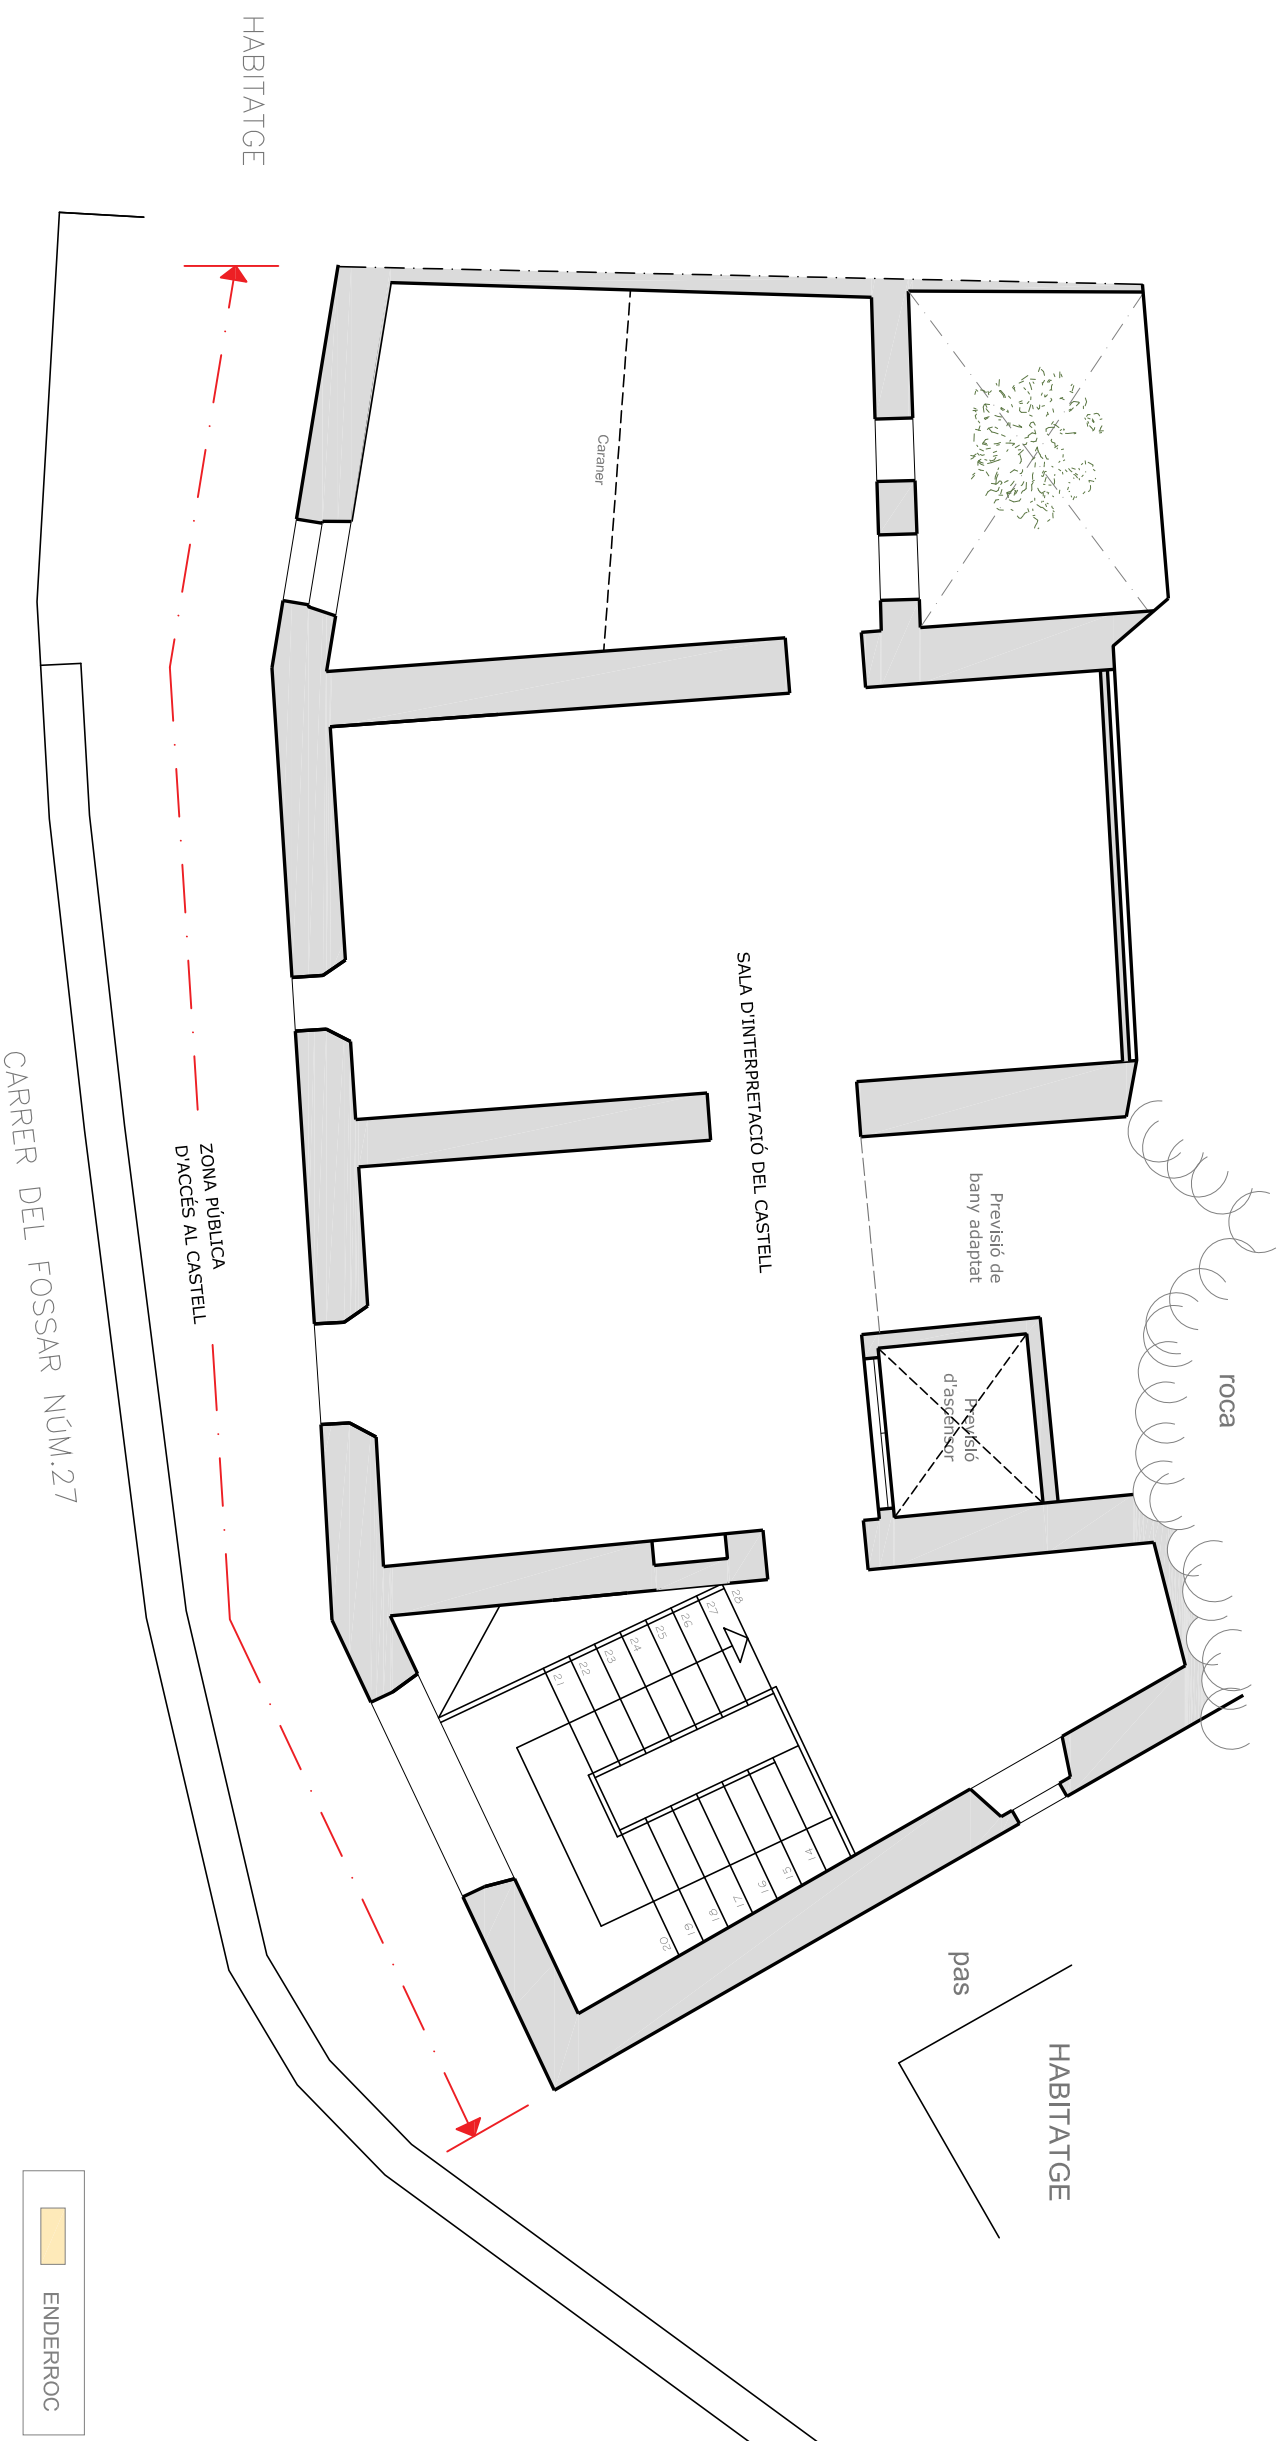 HABITATGE
Caraner
SALA D'INTERPRETACIÓ DEL CASTELL
ZONA PÚBLICA
D'ACCÉS AL CASTELL
CARRER DEL FOSSAR NÚM.27
Previsió de
bany adaptat
Previsió
d'ascensor
roca
28
27
26
25
24
23
22
21
14
15
16
17
18
19
20
pas
HABITATGE
ENDERROC